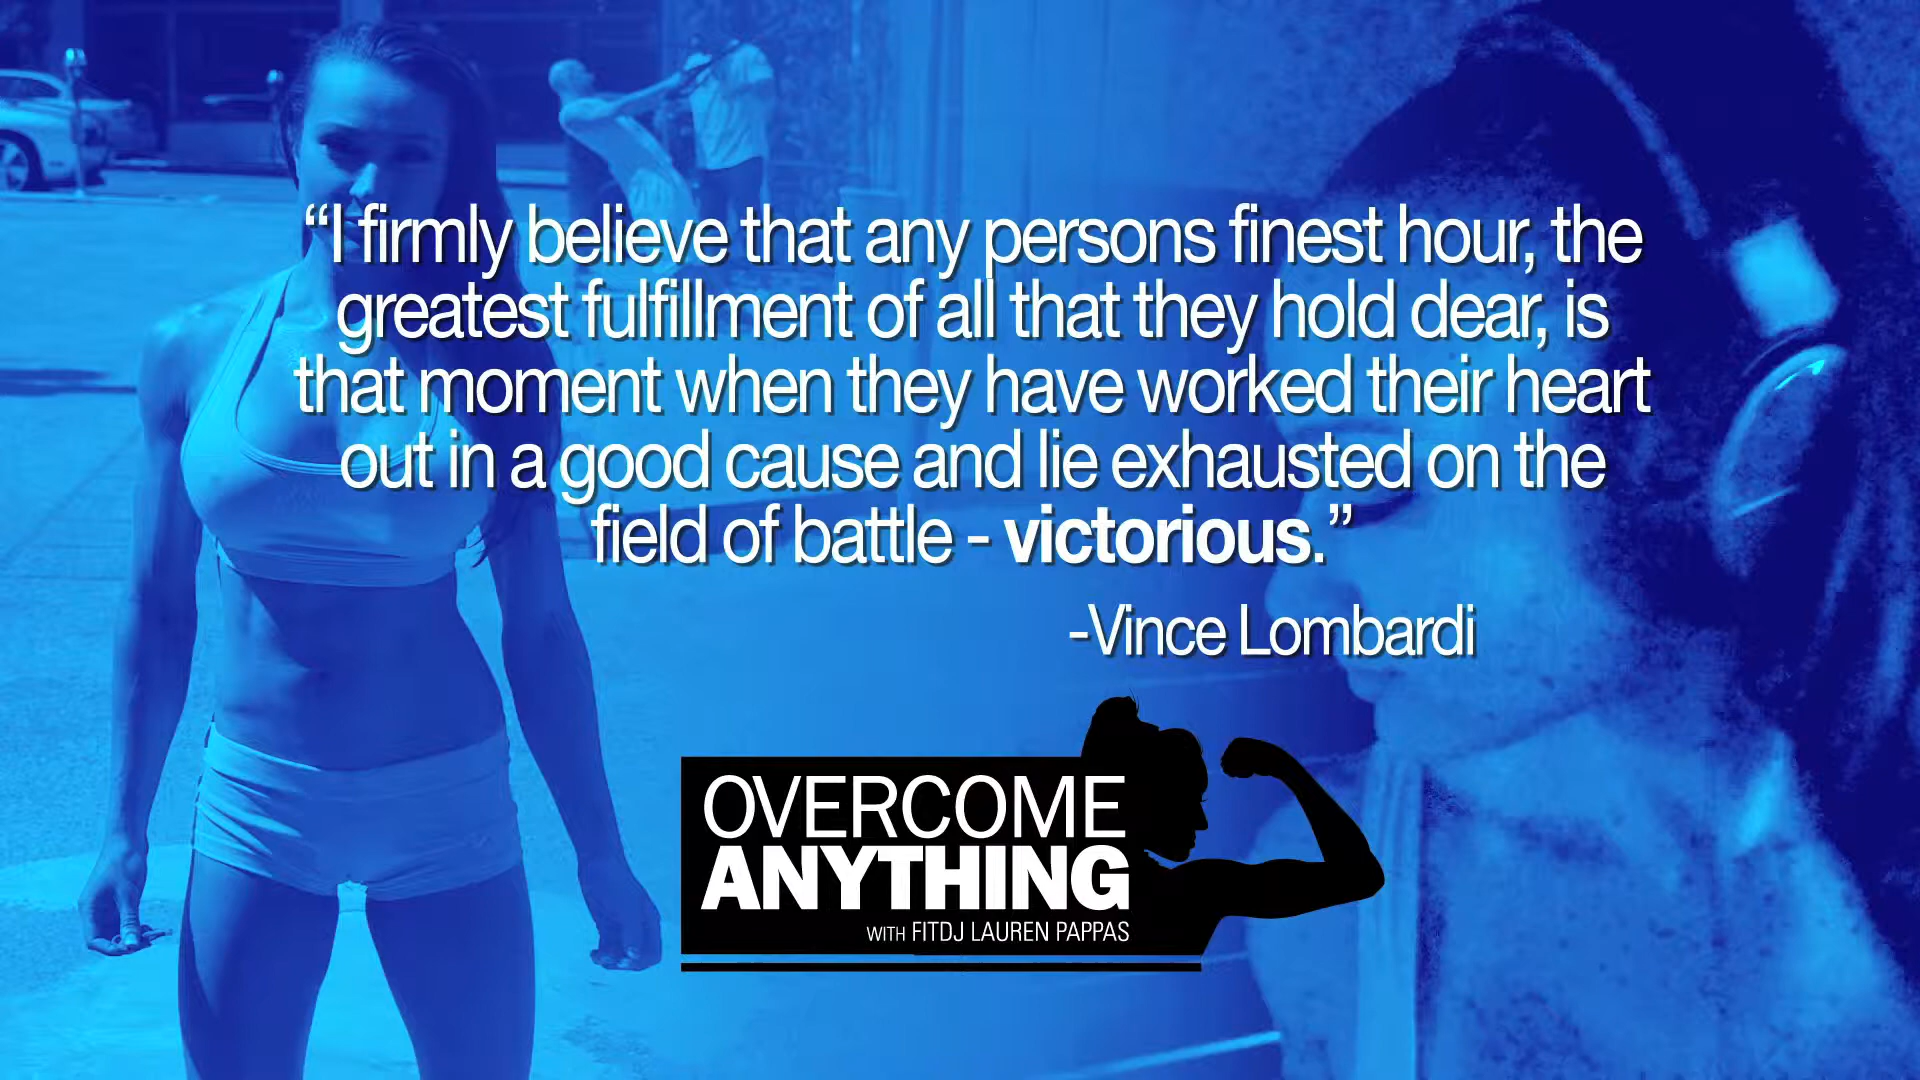 “I firmly believe that any persons finest hour, the
greatest fulfillment of all that they hold dear, is
that moment when they have worked their heart
out in a good cause and lie exhausted on the
field of battle - victorious.”
-Vince Lombardi
OVERCOME
ANYTHING
WITH FITDJ LAUREN PAPPAS